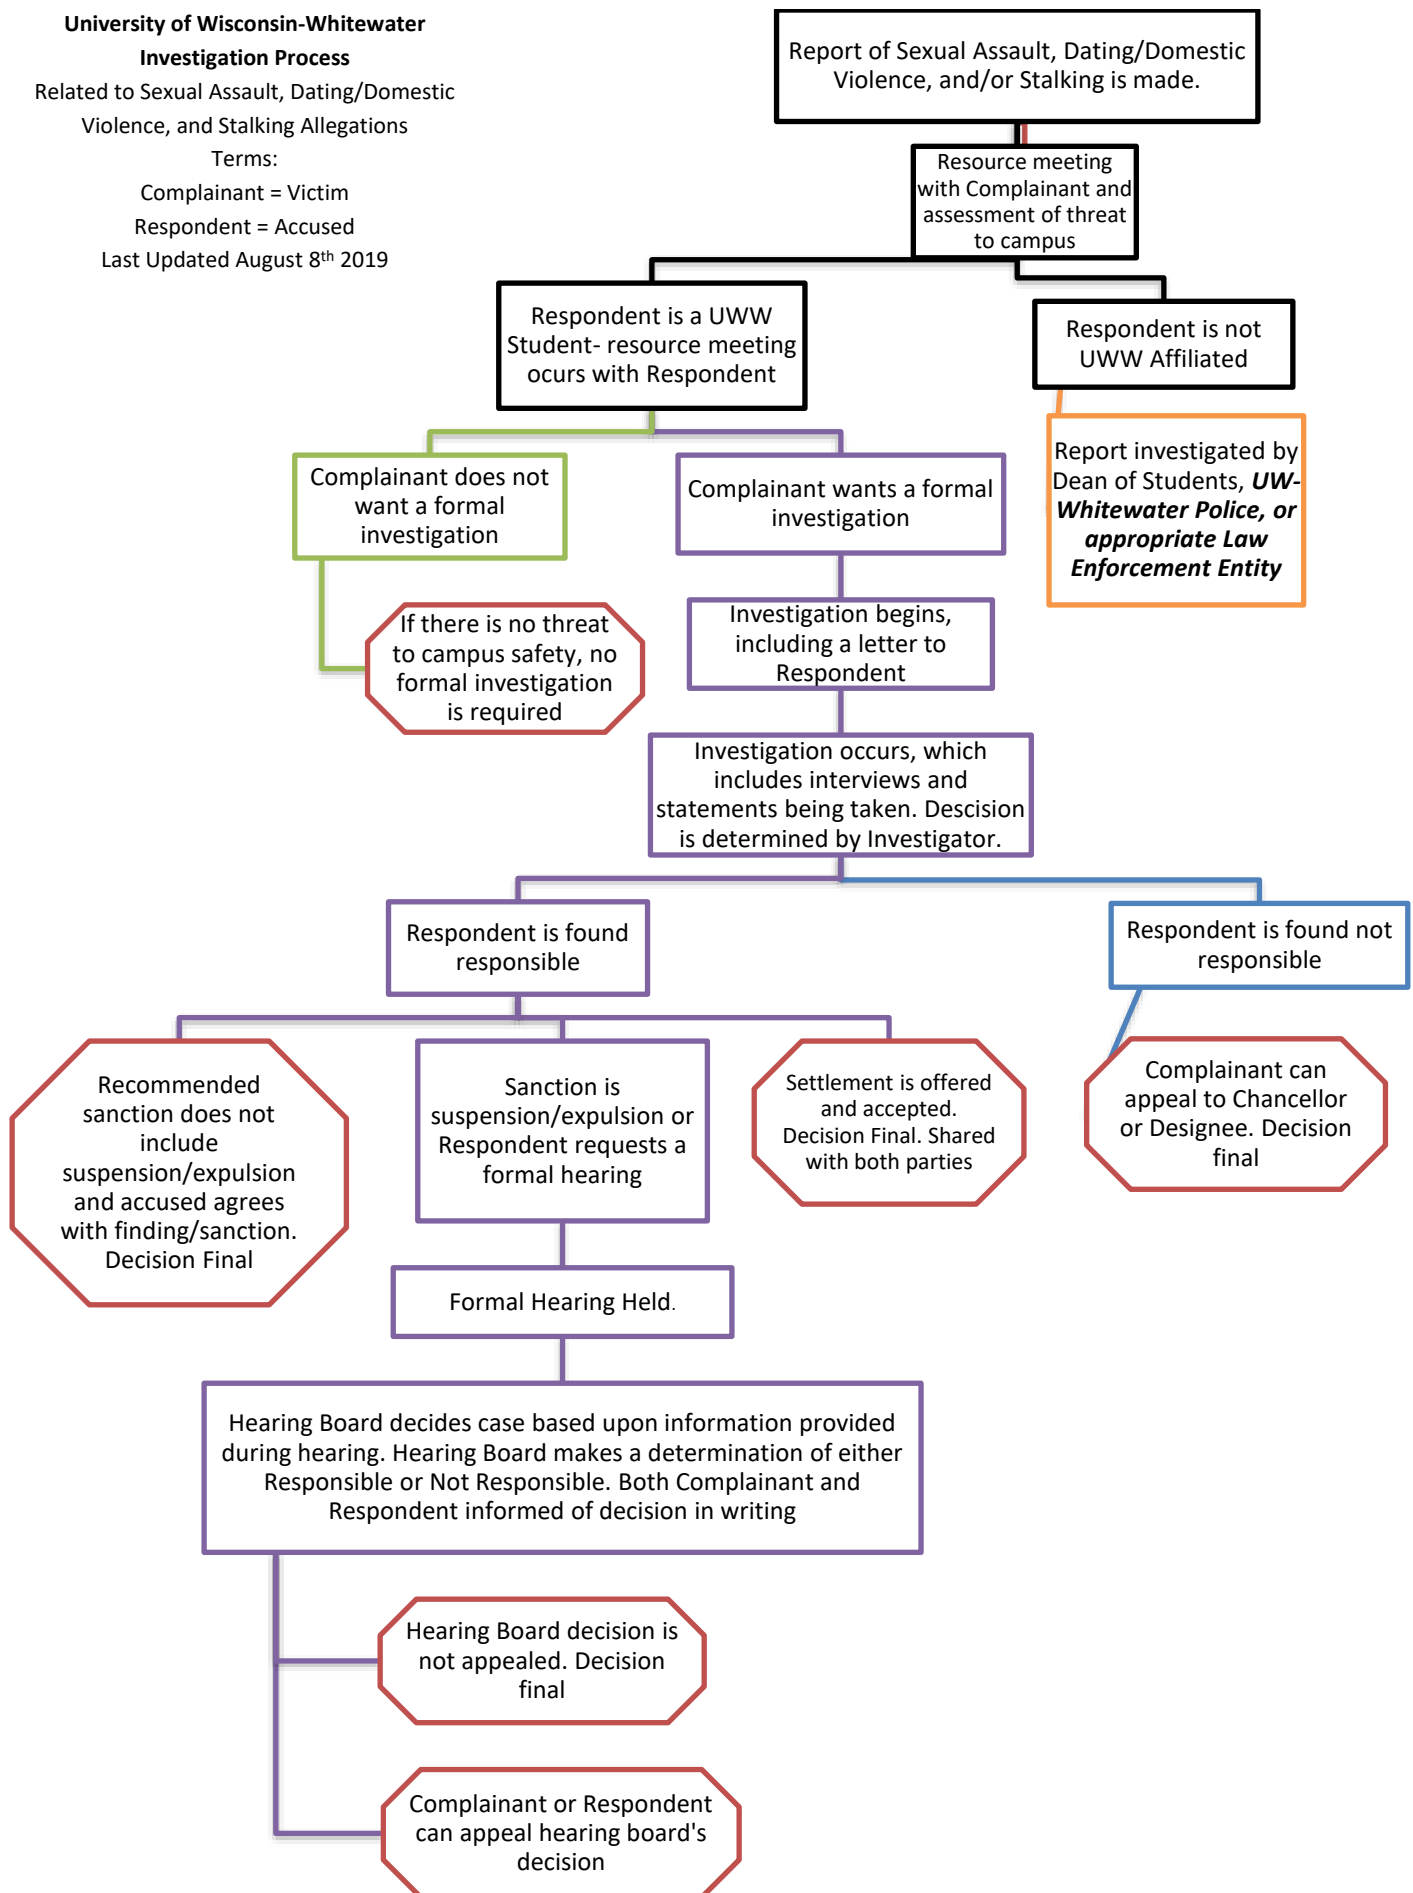 University of Wisconsin-Whitewater
Investigation Process
Related to Sexual Assault, Dating/Domestic
Violence, and Stalking Allegations
Terms:
Complainant = Victim
Respondent = Accused
Last Updated August 8th 2019
Report of Sexual Assault, Dating/Domestic
Violence, and/or Stalking is made.
Resource meeting
with Complainant and
assessment of threat
to campus
Respondent is a UWW
Student- resource meeting
ocurs with Respondent
Respondent is not
UWW Affiliated
Complainant does not
want a formal
investigation
Complainant wants a formal
investigation
Report investigated by
Dean of Students, UW-
Whitewater Police, or
appropriate Law
Enforcement Entity
If there is no threat
to campus safety, no
formal investigation
is required
Investigation begins,
including a letter to
Respondent
Investigation occurs, which
includes interviews and
statements being taken. Descision
is determined by Investigator.
Respondent is found
responsible
Respondent is found not
responsible
Recommended
sanction does not
include
suspension/expulsion
and accused agrees
with finding/sanction.
Decision Final
Sanction is
suspension/expulsion or
Respondent requests a
formal hearing
Settlement is offered
and accepted.
Decision Final. Shared
with both parties
Complainant can
appeal to Chancellor
or Designee. Decision
final
Formal Hearing Held.
Hearing Board decides case based upon information provided
during hearing. Hearing Board makes a determination of either
Responsible or Not Responsible. Both Complainant and
Respondent informed of decision in writing
Hearing Board decision is
not appealed. Decision
final
Complainant or Respondent
can appeal hearing board's
decision